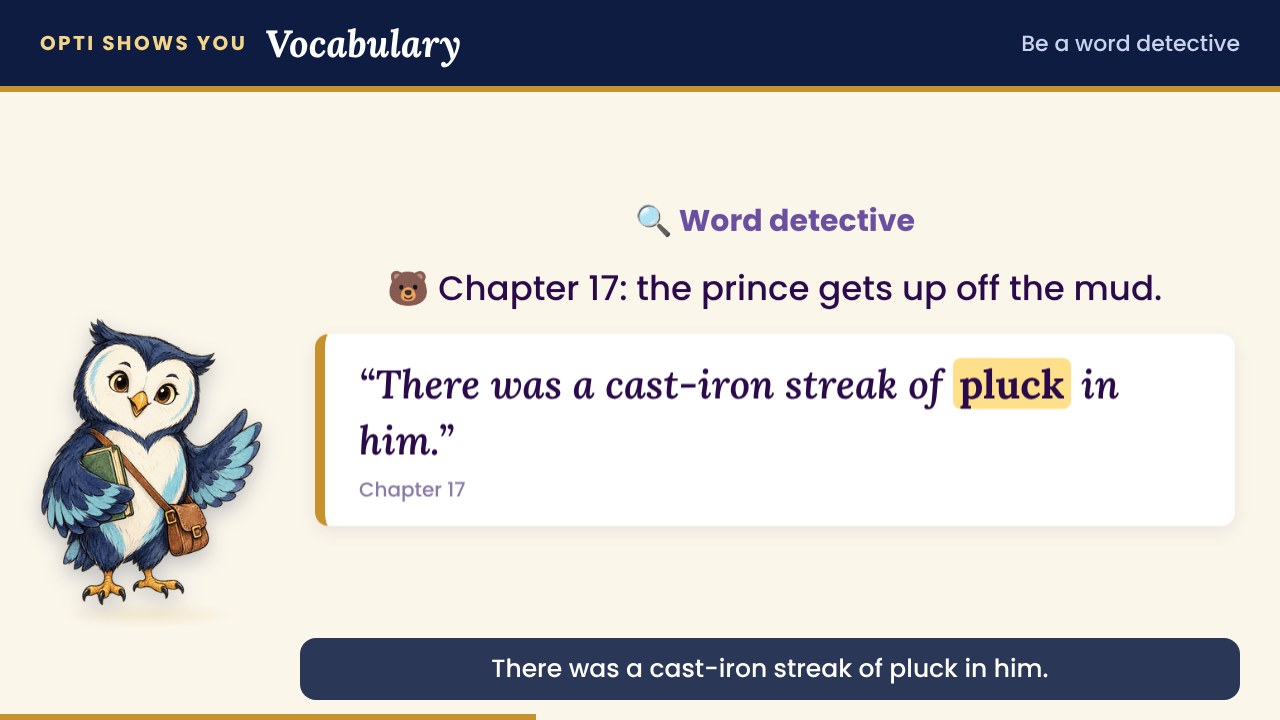 OPTI SHOWS YOU Vocabulary
Be a word detective
Word detective
Chapter 17: the prince gets up off the mud.
“There was a cast-iron streak of pluck in
him.”
Chapter 17
There was a cast-iron streak of pluck in him.